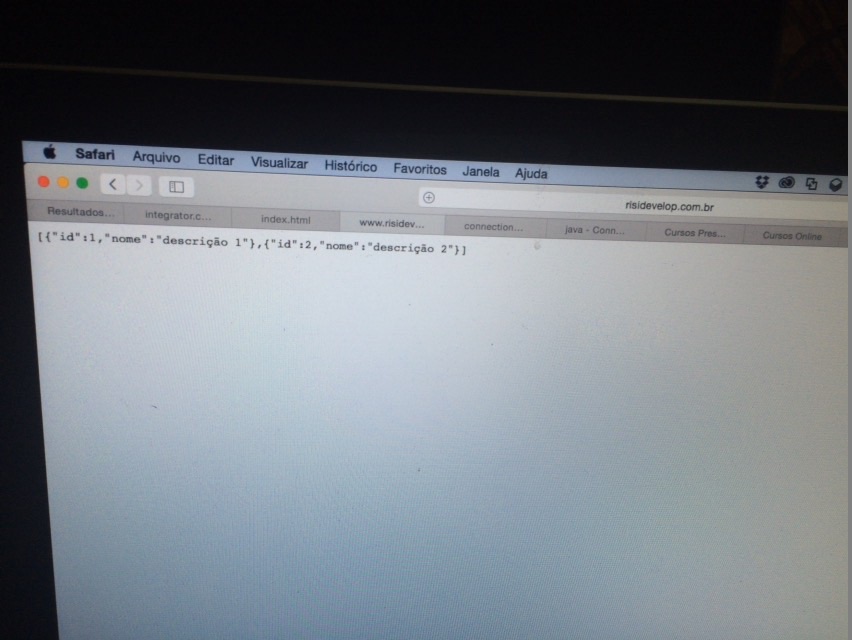 Safari Arquivo Editar Visualizar Histórico Favoritos Janela Ajuda
risidevelop.com.br
Resultados... integrator.c... index.html www.risidev... connection... java - Conn... Cursos Pres... Cursos Online
[{"id":1,"nome":"descrição 1"},{"id":2,"nome":"descrição 2"}]